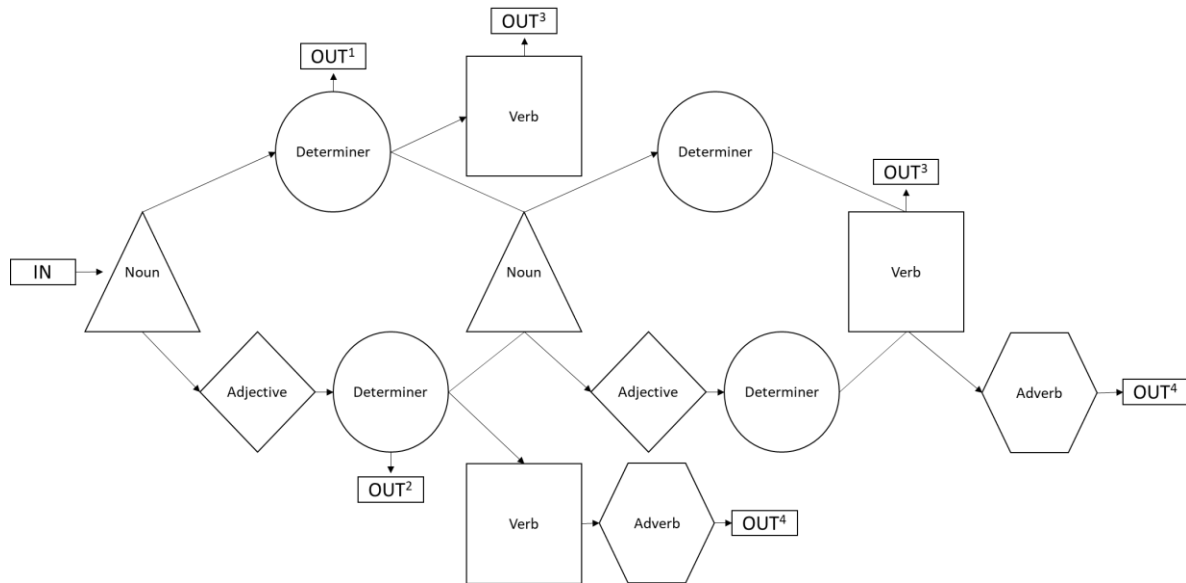 OUT³
OUT¹
Verb
Determiner
Determiner
OUT³
IN
Noun
Noun
Verb
Adjective
Determiner
Adjective
Determiner
Adverb
OUT⁴
OUT²
Verb
Adverb
OUT⁴